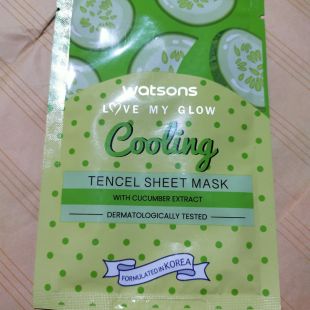 watsons
LOVE MY GLOW
Cooling
TENCEL SHEET MASK
WITH CUCUMBER EXTRACT
DERMATOLOGICALLY TESTED
FORMULATED IN KOREA